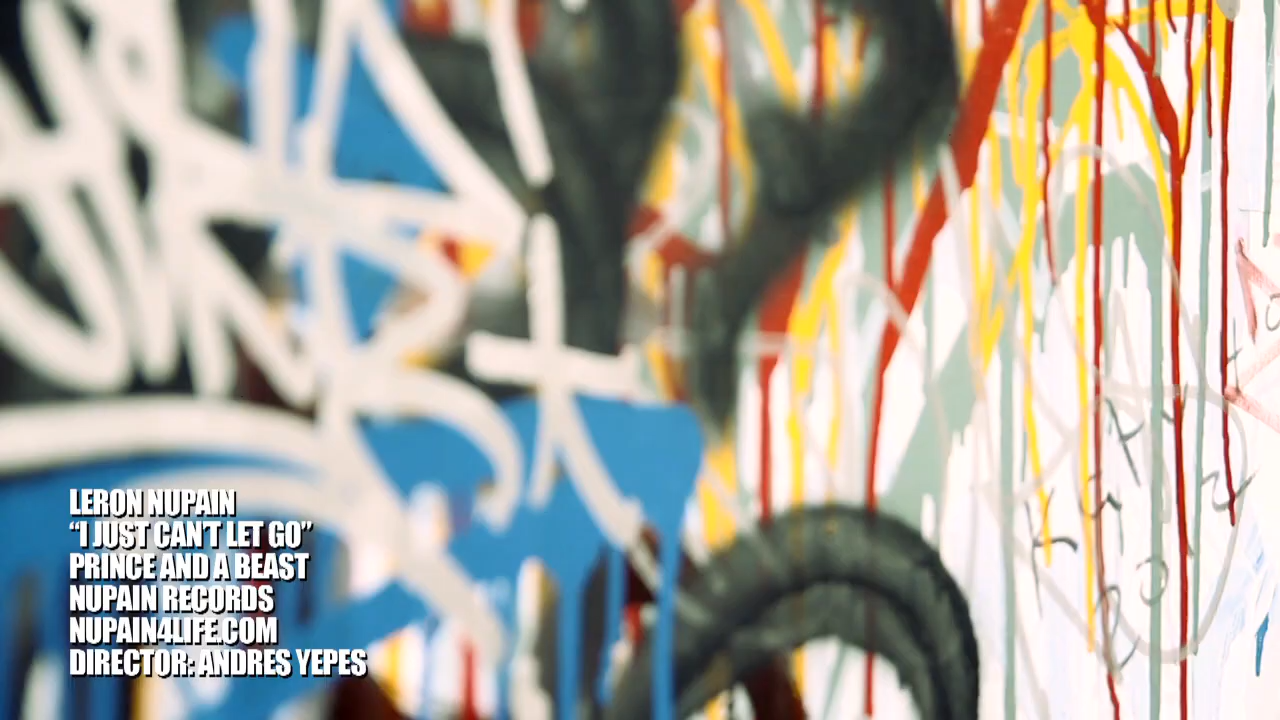 LERON NUPAIN
“I JUST CAN'T LET GO”
PRINCE AND A BEAST
NUPAIN RECORDS
NUPAIN4LIFE.COM
DIRECTOR: ANDRES YEPES